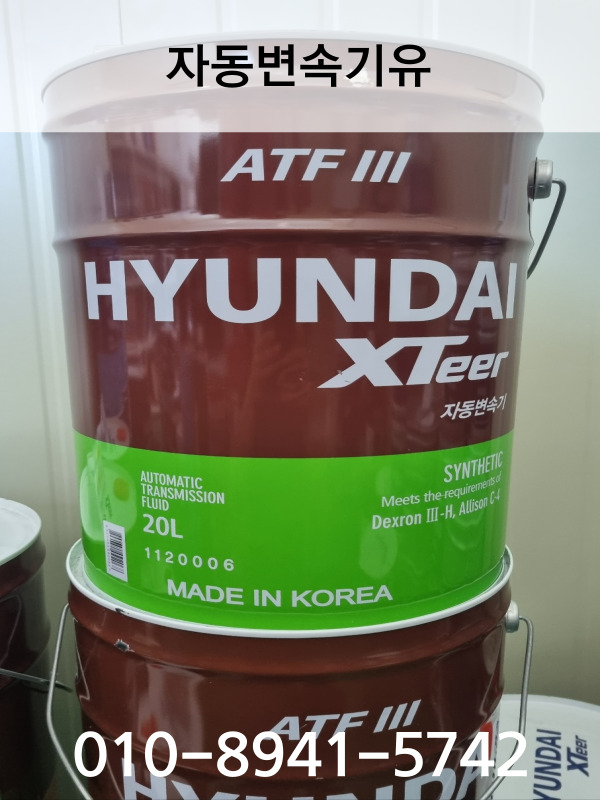 자동변속기유
ATF III
HYUNDAI
XTeer
자동변속기
SYNTHETIC
Meets the requirements of
Dexron III-H, Allison C-4
AUTOMATIC
TRANSMISSION
FLUID
20L
1120006
MADE IN KOREA
ATF III
010-8941-5742
HYUNDAI
HYUNDAI
XTeer